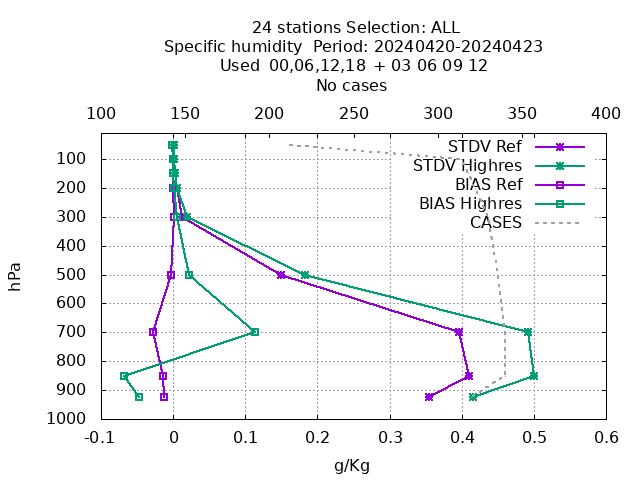 24 stations Selection: ALL
Specific humidity  Period: 20240420-20240423
Used  00,06,12,18  + 03 06 09 12
No cases
100 150 200 250 300 350 400
STDV Ref
STDV Highres
BIAS Ref
BIAS Highres
CASES
100
200
300
400
500
600
700
800
900
1000
hPa
-0.1 0 0.1 0.2 0.3 0.4 0.5 0.6
g/Kg